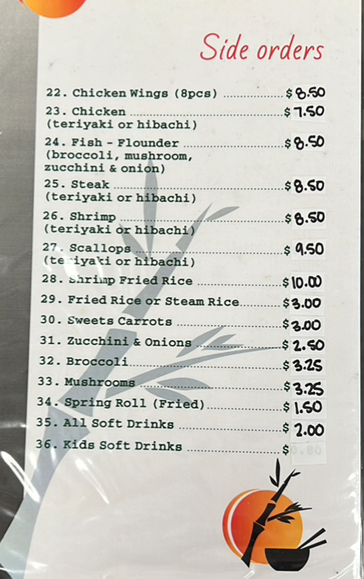 Side orders
22. Chicken Wings (8pcs) ............ $ 8.50
23. Chicken ............ $ 7.50
(teriyaki or hibachi)
24. Fish - Flounder ............ $ 8.50
(broccoli, mushroom,
zucchini & onion)
25. Steak ............ $ 8.50
(teriyaki or hibachi)
26. Shrimp ............ $ 8.50
(teriyaki or hibachi)
27. Scallops ............ $ 9.50
(teriyaki or hibachi)
28. Shrimp Fried Rice ............ $ 10.00
29. Fried Rice or Steam Rice ............ $ 3.00
30. Sweets Carrots ............ $ 3.00
31. Zucchini & Onions ............ $ 2.50
32. Broccoli ............ $ 3.25
33. Mushrooms ............ $ 3.25
34. Spring Roll (Fried) ............ $ 1.50
35. All Soft Drinks ............ $ 2.00
36. Kids Soft Drinks ............ $